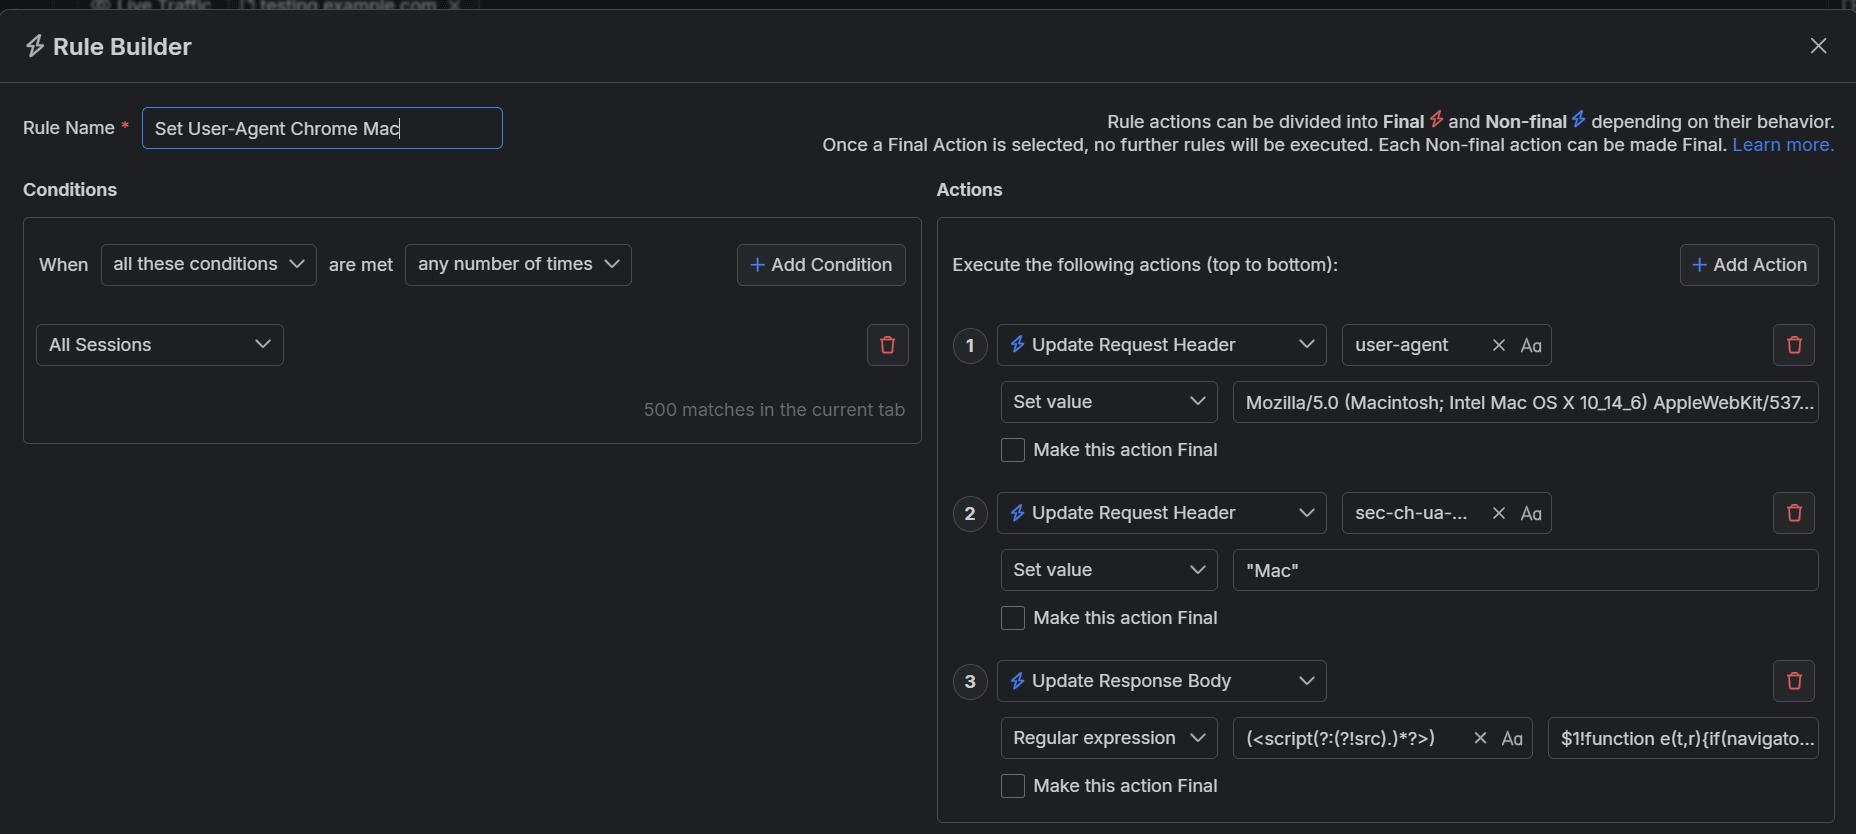 Live Traffic testing.example.com
Rule Builder
Rule Name *
Set User-Agent Chrome Mac
Rule actions can be divided into Final and Non-final depending on their behavior.
Once a Final Action is selected, no further rules will be executed. Each Non-final action can be made Final. Learn more.
Conditions
When all these conditions are met any number of times + Add Condition
All Sessions
500 matches in the current tab
Actions
Execute the following actions (top to bottom): + Add Action
1 Update Request Header user-agent Aa
Set value Mozilla/5.0 (Macintosh; Intel Mac OS X 10_14_6) AppleWebKit/537...
Make this action Final
2 Update Request Header sec-ch-ua-... Aa
Set value "Mac"
Make this action Final
3 Update Response Body
Regular expression (<script(?:(?!src).)*?>) Aa $1!function e(t,r){if(navigato...
Make this action Final